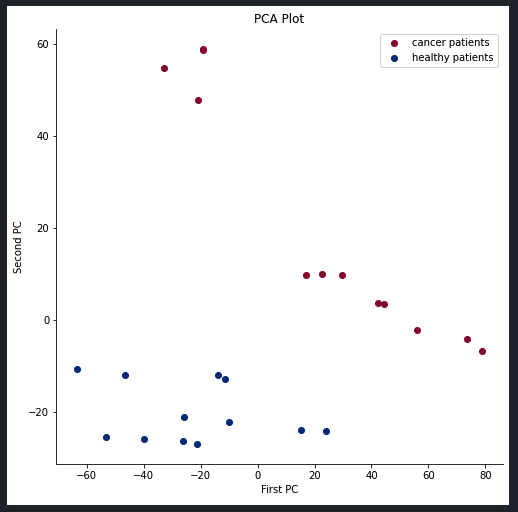 PCA Plot
cancer patients
healthy patients
60
40
20
0
−20
Second PC
−60
−40
−20
0
20
40
60
80
First PC